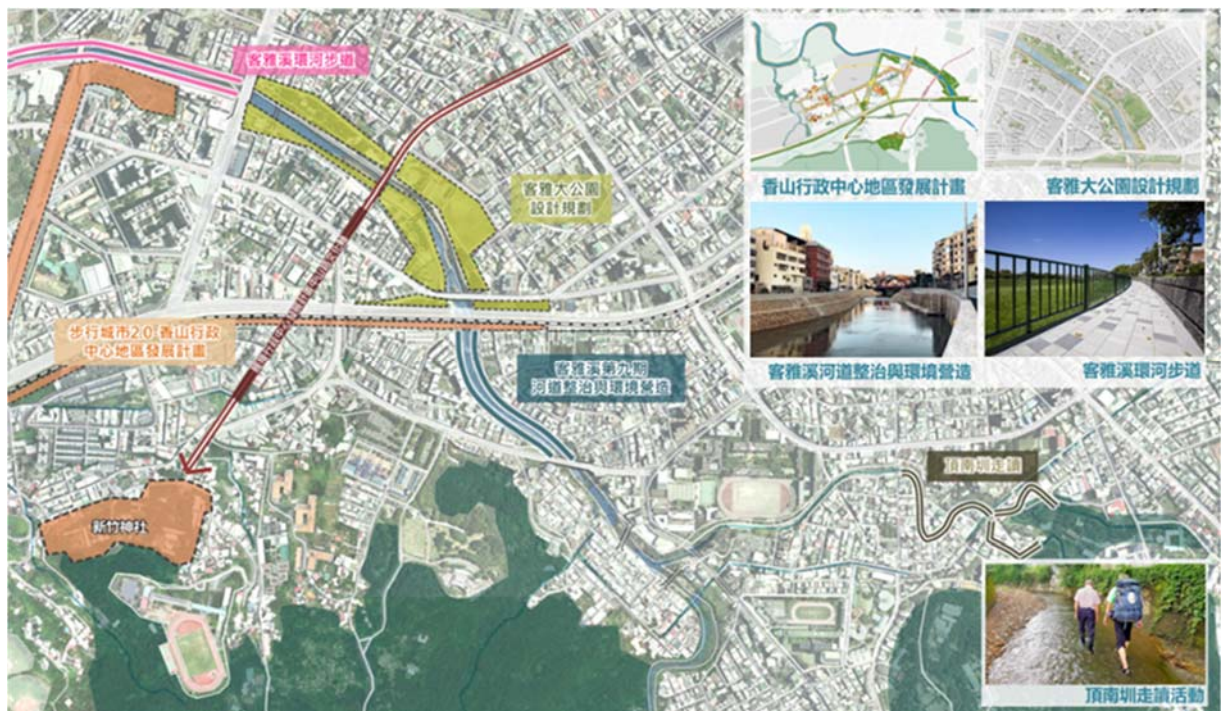 客雅溪環河步道
客雅大公園
設計規劃
步行城市2.0 香山行政
中心地區發展計畫
客雅溪第九期
河道整治與環境營造
頂南圳走讀
新竹神社
香山行政中心地區發展計畫
客雅大公園設計規劃
客雅溪河道整治與環境營造
客雅溪環河步道
頂南圳走讀活動